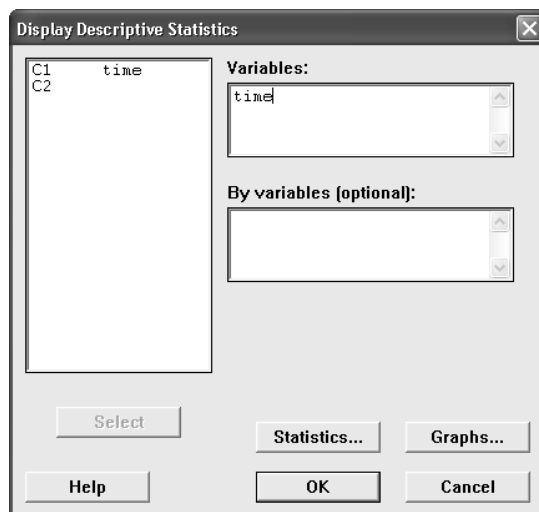 Display Descriptive Statistics
C1 time
C2
Variables:
time
By variables (optional):
Select
Statistics...
Graphs...
Help
OK
Cancel